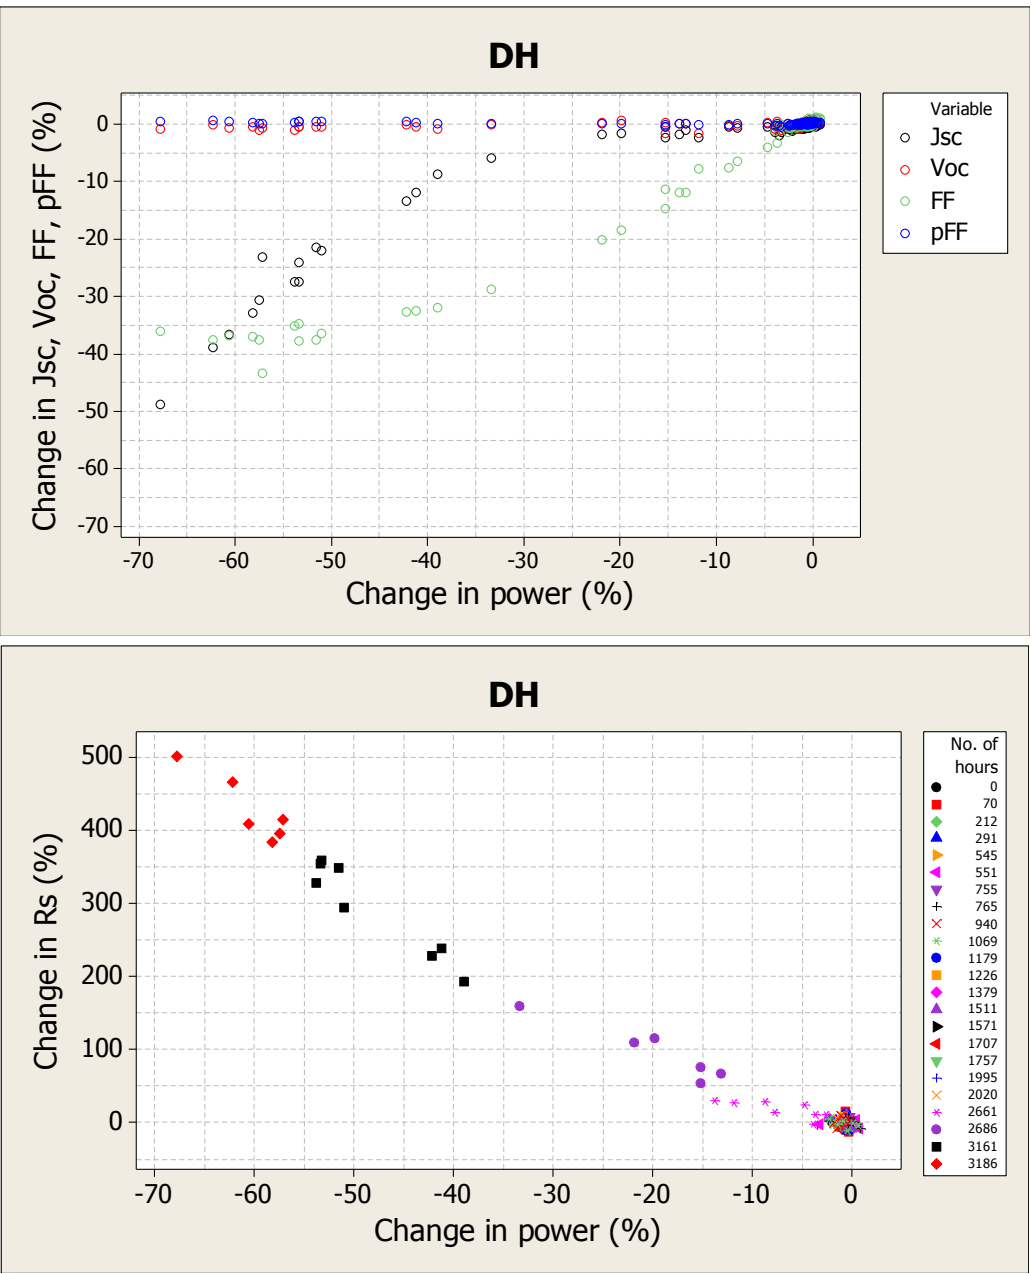 DH
Change in Jsc, Voc, FF, pFF (%)
0
-10
-20
-30
-40
-50
-60
-70
-70 -60 -50 -40 -30 -20 -10 0
Change in power (%)
Variable
Jsc
Voc
FF
pFF
DH
Change in Rs (%)
500
400
300
200
100
0
-70 -60 -50 -40 -30 -20 -10 0
Change in power (%)
No. of
hours
0
70
212
291
545
551
755
765
940
1069
1179
1226
1379
1511
1571
1707
1757
1995
2020
2661
2686
3161
3186